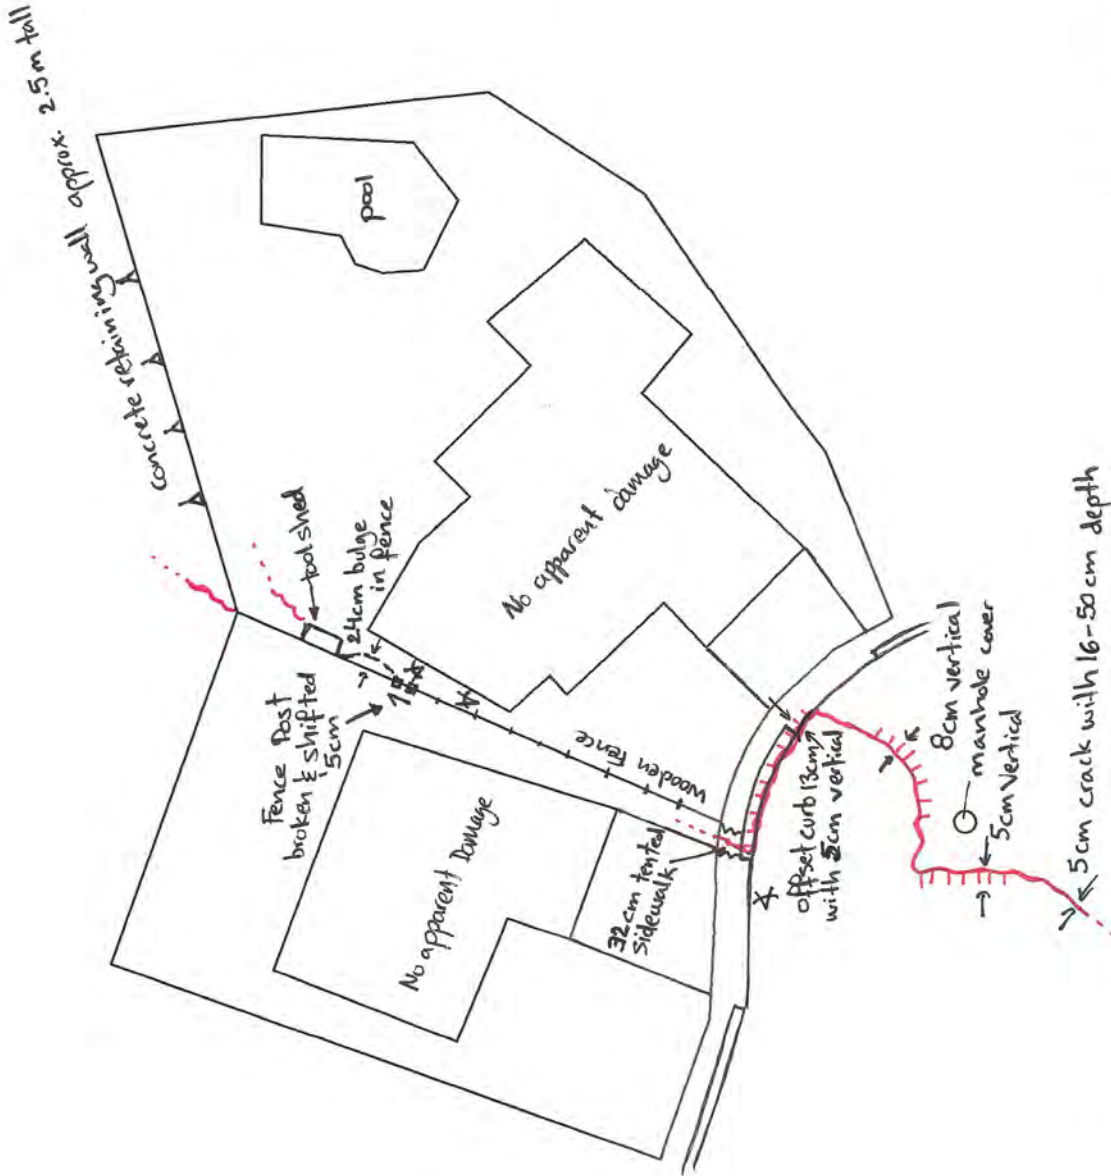 concrete retaining wall approx. 2.5m tall
pool
tool shed
24cm bulge
in fence
Fence Post
broken & shifted
5cm
No apparent damage
Wooden Fence
No apparent Damage
32cm tented
sidewalk
offset curb 13cm
with 5cm vertical
8cm vertical
manhole cover
5cm vertical
5cm crack with 16-50 cm depth